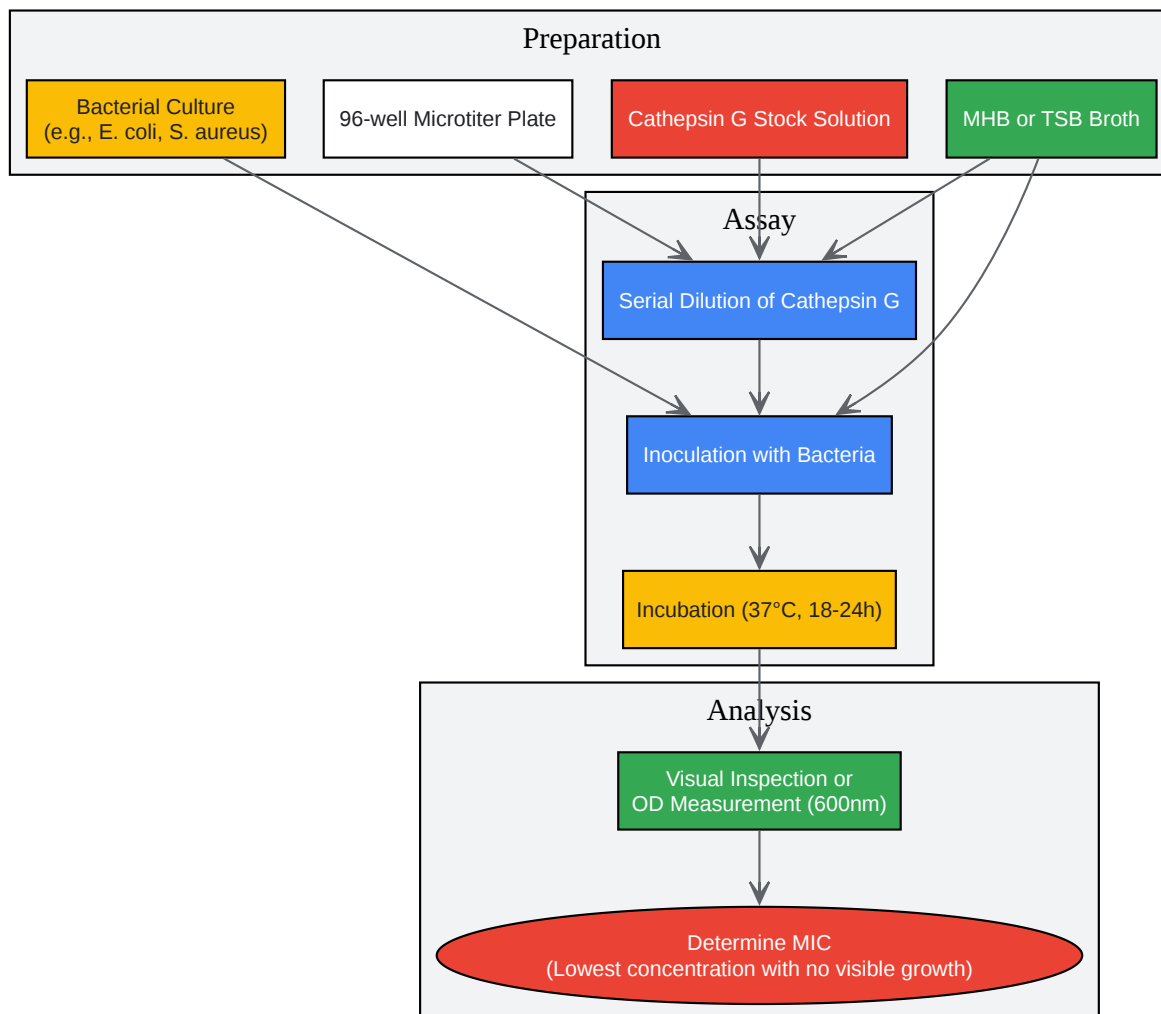 Preparation
Bacterial Culture
(e.g., E. coli, S. aureus)
96-well Microtiter Plate
Cathepsin G Stock Solution
MHB or TSB Broth
Assay
Serial Dilution of Cathepsin G
Inoculation with Bacteria
Incubation (37°C, 18-24h)
Analysis
Visual Inspection or
OD Measurement (600nm)
Determine MIC
(Lowest concentration with no visible growth)